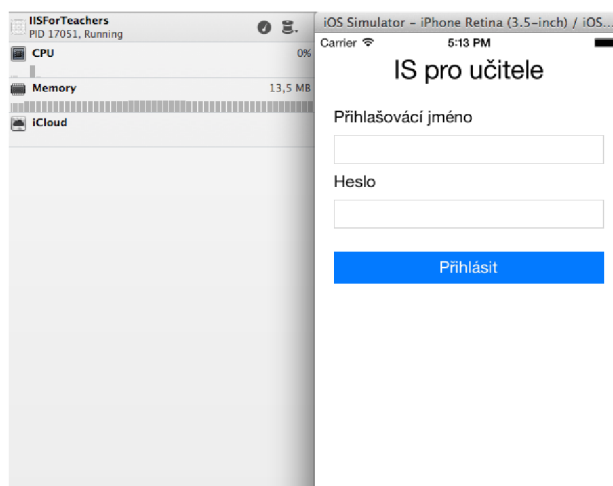 IISForTeachers
PID 17051, Running
CPU
0%
Memory
13,5 MB
iCloud
iOS Simulator – iPhone Retina (3.5-inch) / iOS...
Carrier
5:13 PM
IS pro učitele
Přihlašovácí jméno
Heslo
Přihlásit